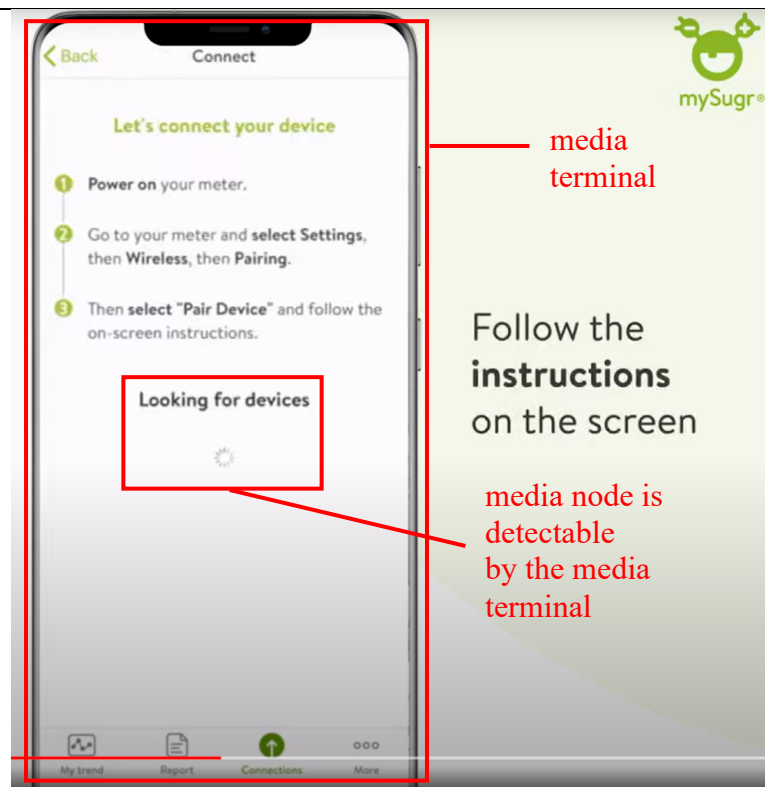 Back
Connect
Let's connect your device
1 Power on your meter.
2 Go to your meter and select Settings,
then Wireless, then Pairing.
3 Then select "Pair Device" and follow the
on-screen instructions.
Looking for devices
My trend
Report
Connections
More
mySugr®
media
terminal
Follow the
instructions
on the screen
media node is
detectable
by the media
terminal